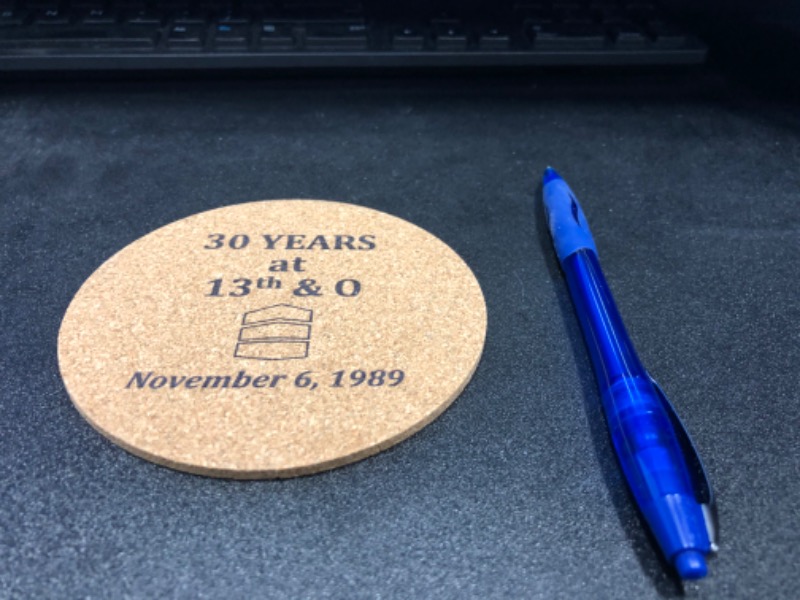 30 YEARS
at
13th & O
November 6, 1989